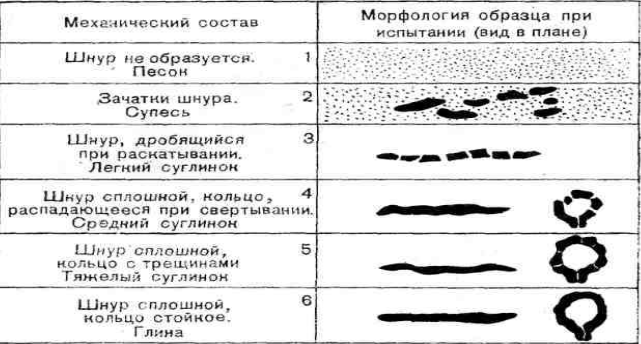 Механический состав
Морфология образца при
испытании (вид в плане)
Шнур не образуется. 1
Песок
Зачатки шнура. 2
Супесь
Шнур, дробящийся 3
при раскатывании.
Легкий суглинок
Шнур сплошной, кольцо, 4
распадающееся при свертывании.
Средний суглинок
Шнур сплошной, 5
кольцо с трещинами
Тяжелый суглинок
Шнур сплошной, 6
кольцо стойкое.
Глина